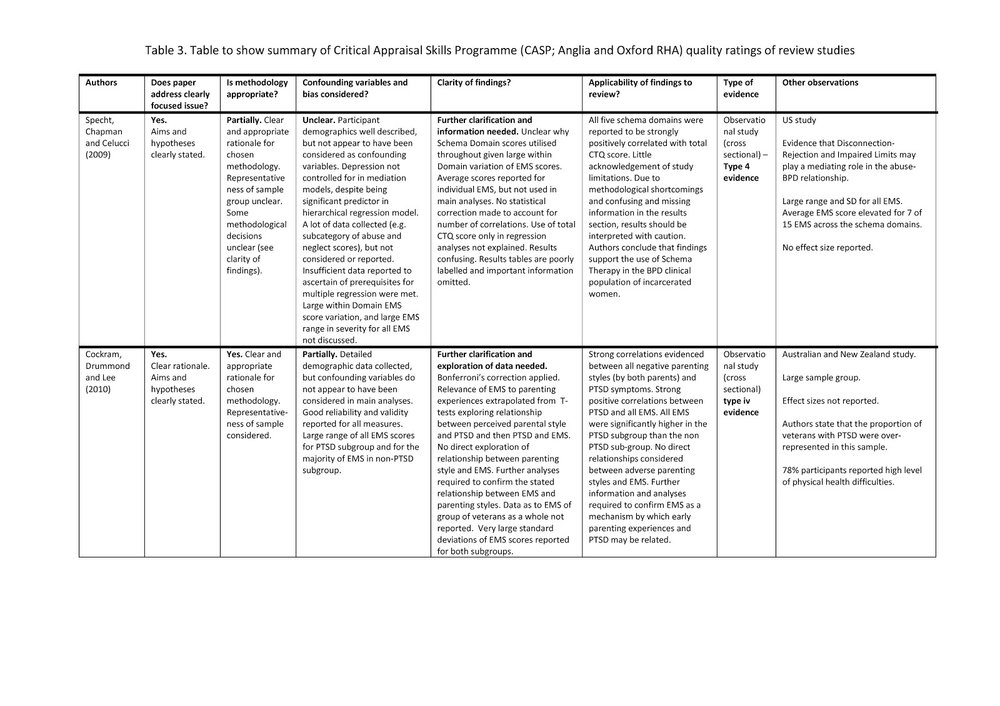 Table 3. Table to show summary of Critical Appraisal Skills Programme (CASP; Anglia and Oxford RHA) quality ratings of review studies
Authors
Does paper
address clearly
focused issue?
Is methodology
appropriate?
Confounding variables and
bias considered?
Clarity of findings?
Applicability of findings to
review?
Type of
evidence
Other observations
Specht,
Chapman
and Celucci
(2009)
Yes.
Aims and
hypotheses
clearly stated.
Partially. Clear
and appropriate
rationale for
chosen
methodology.
Representative
ness of sample
group unclear.
Some
methodological
decisions
unclear (see
clarity of
findings).
Unclear. Participant
demographics well described,
but not appear to have been
considered as confounding
variables. Depression not
controlled for in mediation
models, despite being
significant predictor in
hierarchical regression model.
A lot of data collected (e.g.
subcategory of abuse and
neglect scores), but not
considered or reported.
Insufficient data reported to
ascertain of prerequisites for
multiple regression were met.
Large within Domain EMS
score variation, and large EMS
range in severity for all EMS
not discussed.
Further clarification and
information needed. Unclear why
Schema Domain scores utilised
throughout given large within
Domain variation of EMS scores.
Average scores reported for
individual EMS, but not used in
main analyses. No statistical
correction made to account for
number of correlations. Use of total
CTQ score only in regression
analyses not explained. Results
confusing. Results tables are poorly
labelled and important information
omitted.
All five schema domains were
reported to be strongly
positively correlated with total
CTQ score. Little
acknowledgement of study
limitations. Due to
methodological shortcomings
and confusing and missing
information in the results
section, results should be
interpreted with caution.
Authors conclude that findings
support the use of Schema
Therapy in the BPD clinical
population of incarcerated
women.
Observatio
nal study
(cross
sectional) –
Type 4
evidence
US study
Evidence that Disconnection-
Rejection and Impaired Limits may
play a mediating role in the abuse-
BPD relationship.
Large range and SD for all EMS.
Average EMS score elevated for 7 of
15 EMS across the schema domains.
No effect size reported.
Cockram,
Drummond
and Lee
(2010)
Yes.
Clear rationale.
Aims and
hypotheses
clearly stated.
Yes. Clear and
appropriate
rationale for
chosen
methodology.
Representative-
ness of sample
considered.
Partially. Detailed
demographic data collected,
but confounding variables do
not appear to have been
considered in main analyses.
Good reliability and validity
reported for all measures.
Large range of all EMS scores
for PTSD subgroup and for the
majority of EMS in non-PTSD
subgroup.
Further clarification and
exploration of data needed.
Bonferroni’s correction applied.
Relevance of EMS to parenting
experiences extrapolated from  T-
tests exploring relationship
between perceived parental style
and PTSD and then PTSD and EMS.
No direct exploration of
relationship between parenting
style and EMS. Further analyses
required to confirm the stated
relationship between EMS and
parenting styles. Data as to EMS of
group of veterans as a whole not
reported.  Very large standard
deviations of EMS scores reported
for both subgroups.
Strong correlations evidenced
between all negative parenting
styles (by both parents) and
PTSD symptoms. Strong
positive correlations between
PTSD and all EMS. All EMS
were significantly higher in the
PTSD subgroup than the non
PTSD sub-group. No direct
relationships considered
between adverse parenting
styles and EMS. Further
information and analyses
required to confirm EMS as a
mechanism by which early
parenting experiences and
PTSD may be related.
Observatio
nal study
(cross
sectional)
type iv
evidence
Australian and New Zealand study.
Large sample group.
Effect sizes not reported.
Authors state that the proportion of
veterans with PTSD were over-
represented in this sample.
78% participants reported high level
of physical health difficulties.